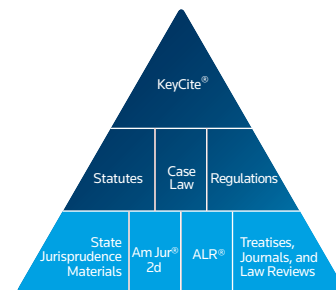 KeyCite®
Statutes
Case
Law
Regulations
State
Jurisprudence
Materials
Am Jur®
2d
ALR®
Treatises,
Journals, and
Law Reviews